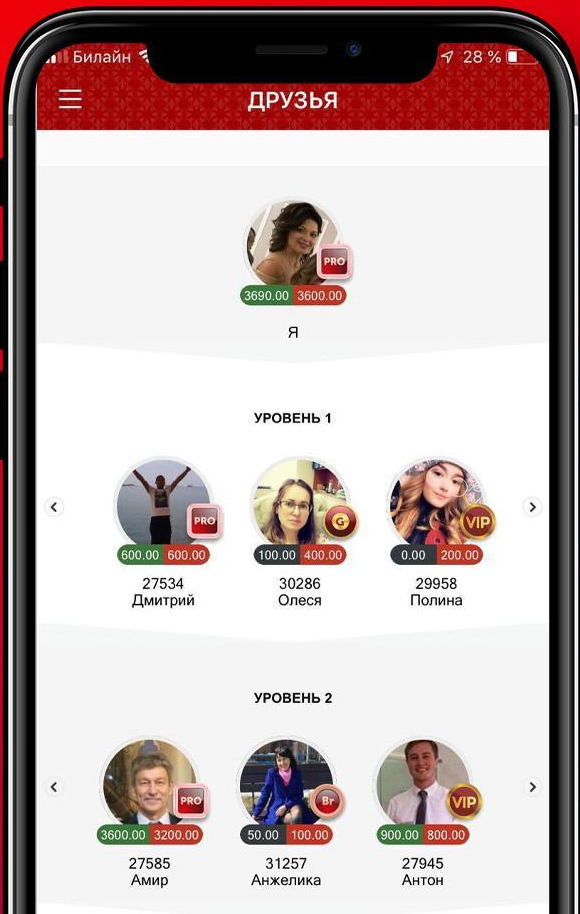 Билайн 28 %
ДРУЗЬЯ
PRO
3690.00 3600.00
Я
УРОВЕНЬ 1
PRO G VIP
600.00 600.00 100.00 400.00 0.00 200.00
27534 30286 29958
Дмитрий Олеся Полина
УРОВЕНЬ 2
PRO Br VIP
3600.00 3200.00 50.00 100.00 900.00 800.00
27585 31257 27945
Амир Анжелика Антон